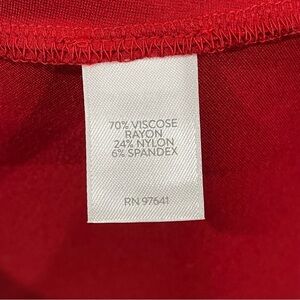 70% VISCOSE
RAYON
24% NYLON
6% SPANDEX
RN 97641